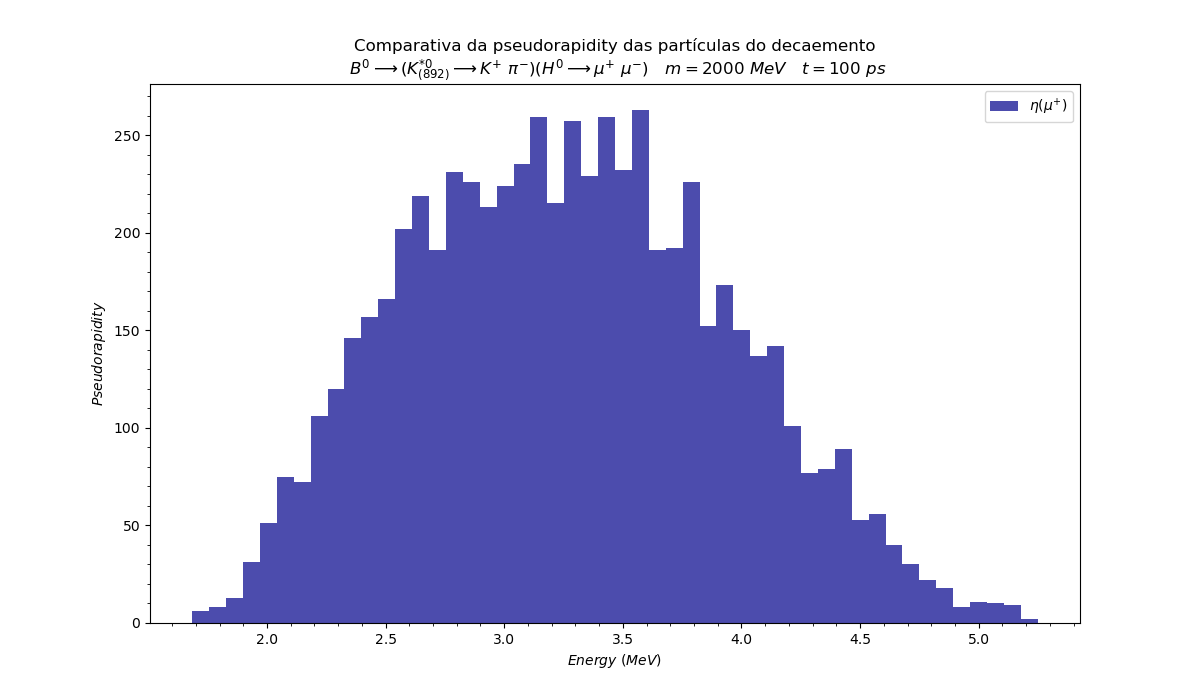 Comparativa da pseudorapidity das partículas do decaemento
B⁰ ⟶ (K*⁰₍₈₉₂₎ ⟶ K⁺ π⁻)(H⁰ ⟶ μ⁺ μ⁻) m = 2000 MeV t = 100 ps
η(μ⁺)
250
200
150
100
50
0
Pseudorapidity
2.0 2.5 3.0 3.5 4.0 4.5 5.0
Energy (MeV)